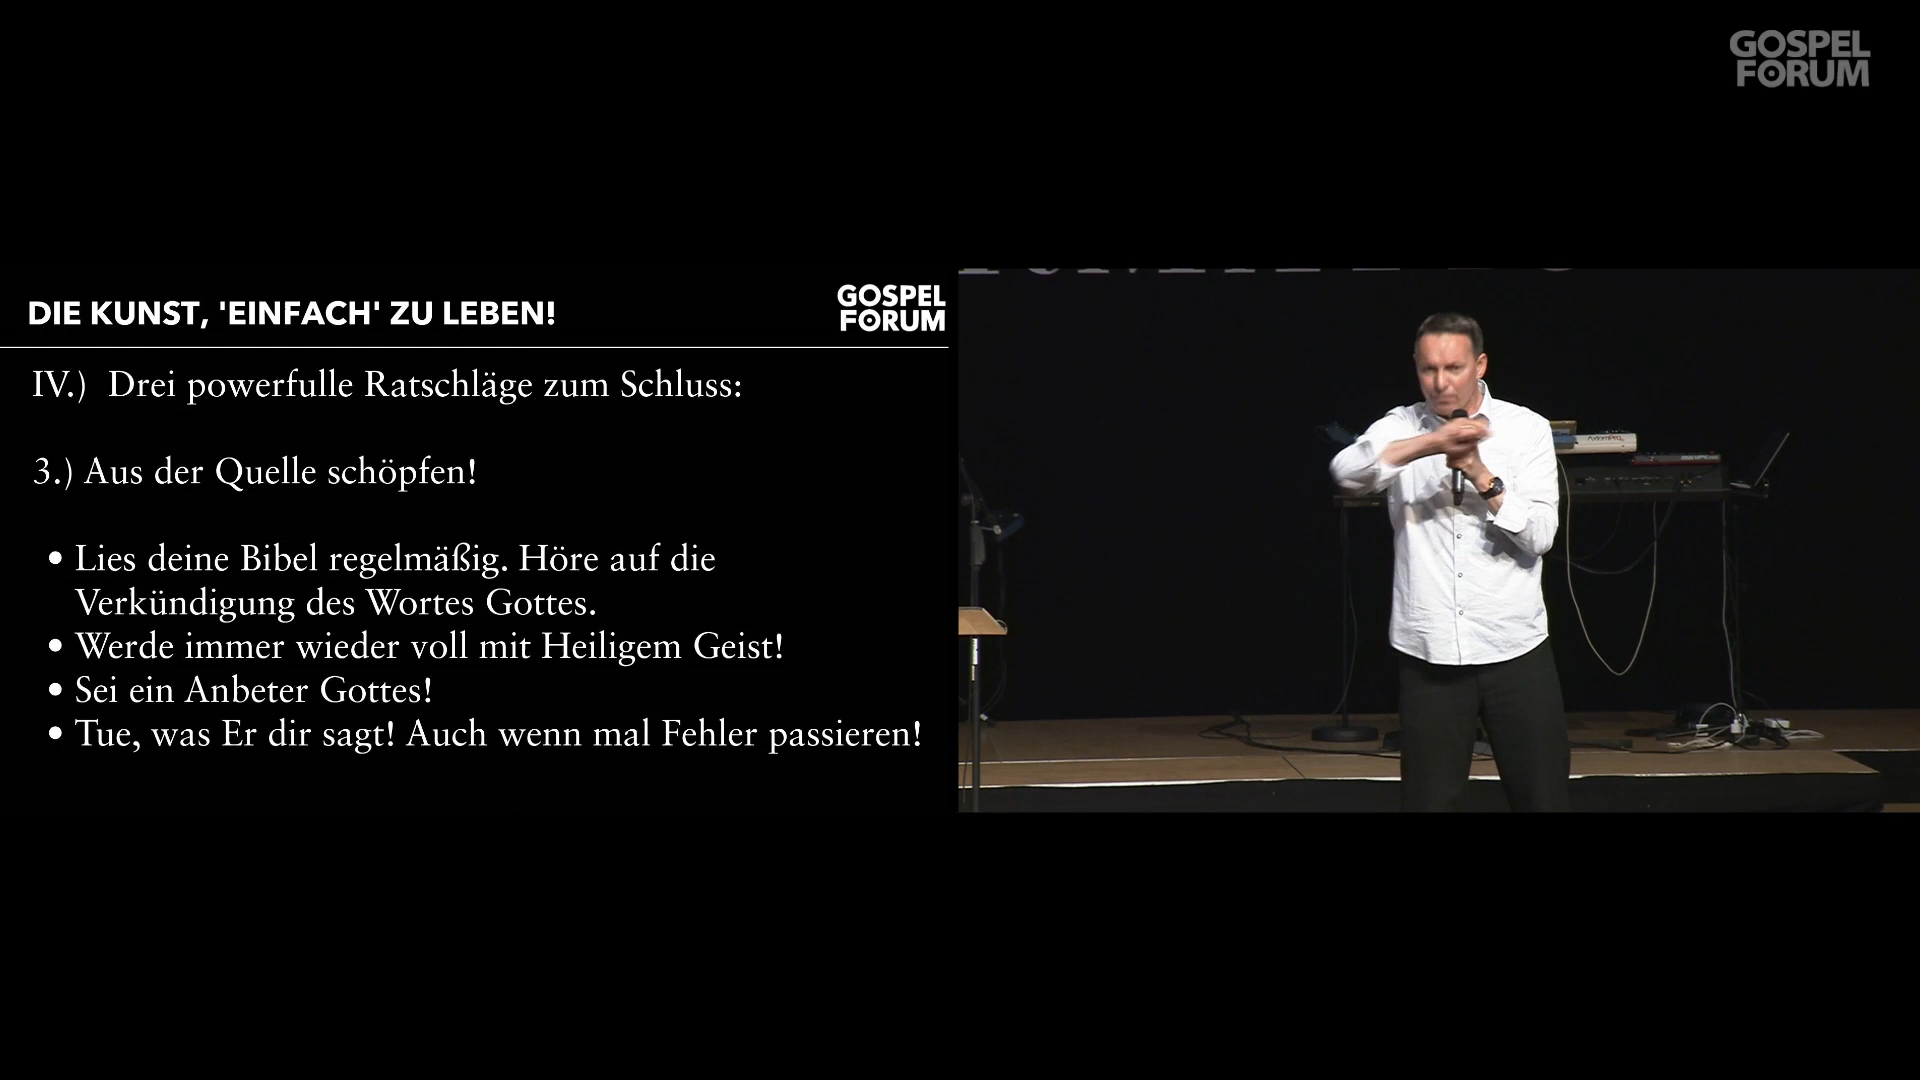 GOSPEL
FORUM
DIE KUNST, 'EINFACH' ZU LEBEN!
GOSPEL
FORUM
IV.) Drei powerfulle Ratschläge zum Schluss:
3.) Aus der Quelle schöpfen!
• Lies deine Bibel regelmäßig. Höre auf die
Verkündigung des Wortes Gottes.
• Werde immer wieder voll mit Heiligem Geist!
• Sei ein Anbeter Gottes!
• Tue, was Er dir sagt! Auch wenn mal Fehler passieren!